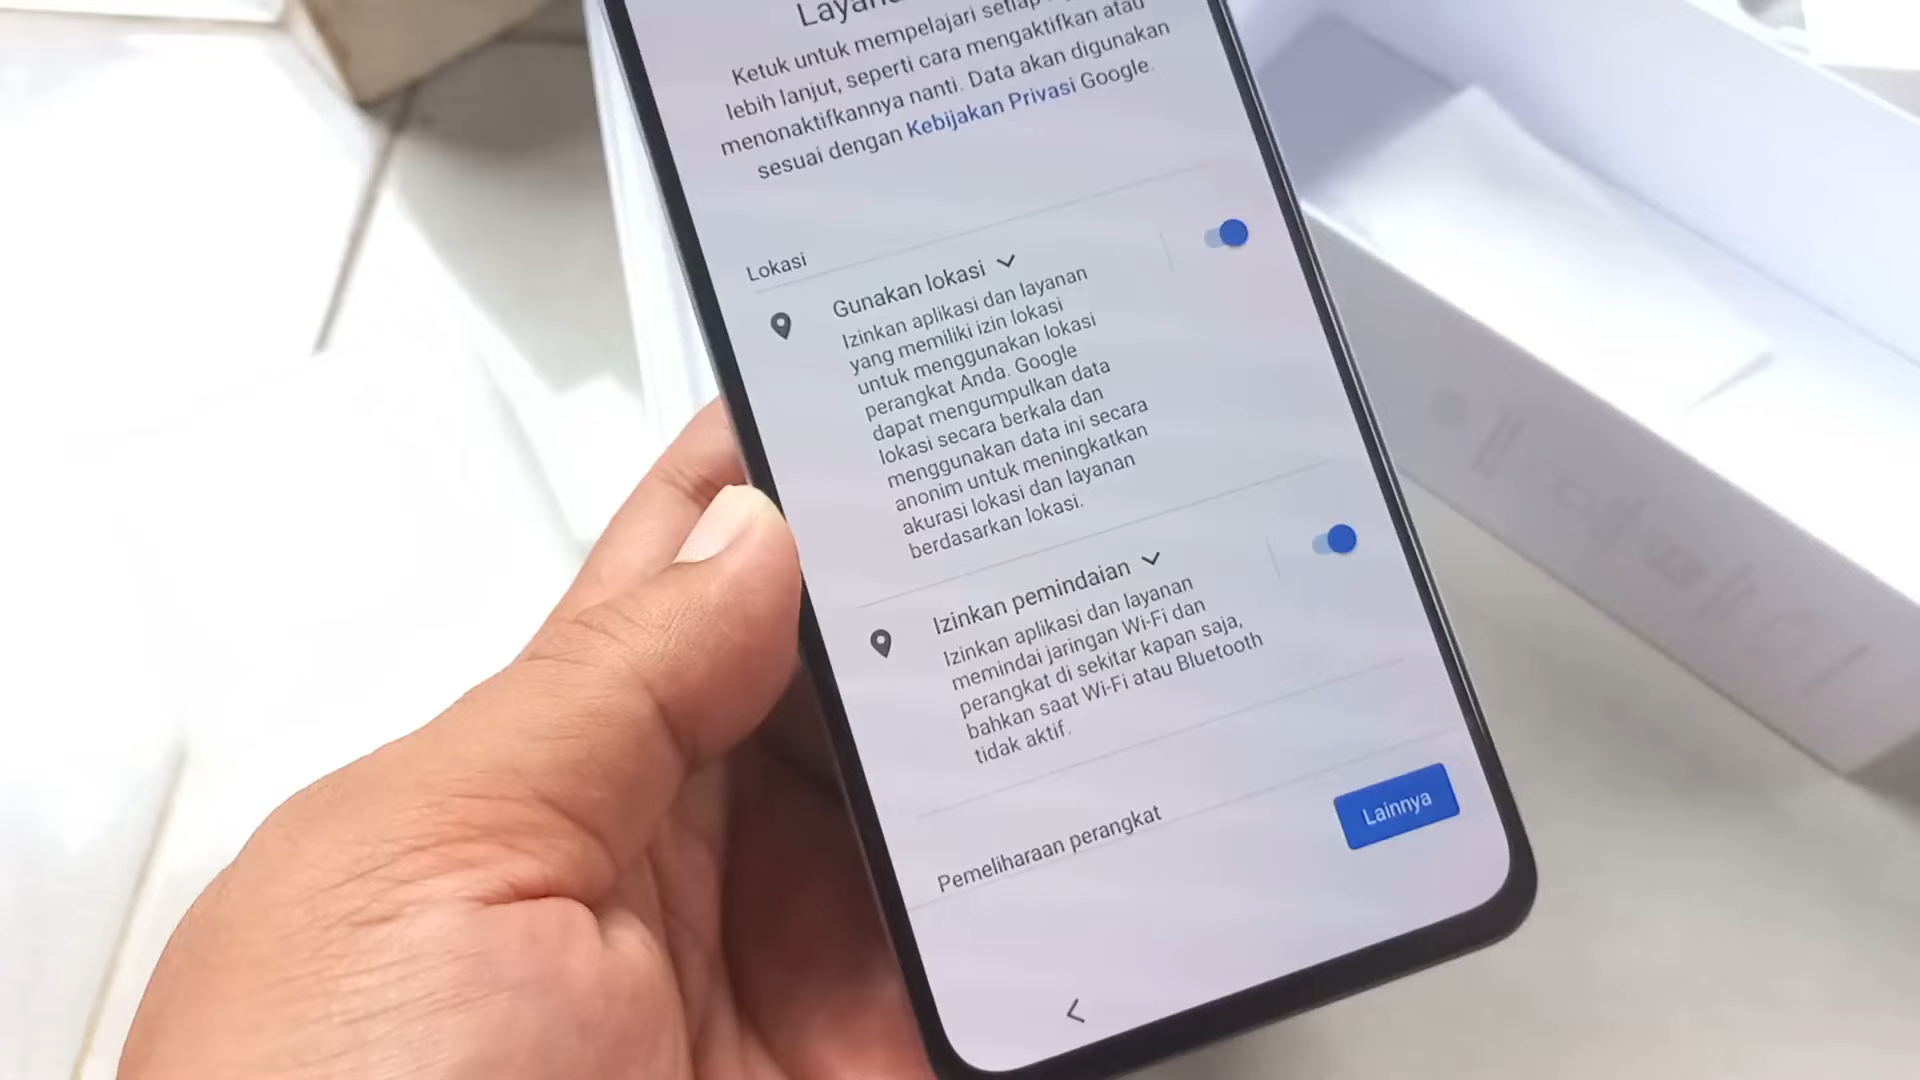 Ketuk untuk mempelajari setiap
lebih lanjut, seperti cara mengaktifkan atau
menonaktifkannya nanti. Data akan digunakan
sesuai dengan Kebijakan Privasi Google.
Lokasi
Gunakan lokasi
Izinkan aplikasi dan layanan
yang memiliki izin lokasi
untuk menggunakan lokasi
perangkat Anda. Google
dapat mengumpulkan data
lokasi secara berkala dan
menggunakan data ini secara
anonim untuk meningkatkan
akurasi lokasi dan layanan
berdasarkan lokasi.
Izinkan pemindaian
Izinkan aplikasi dan layanan
memindai jaringan Wi-Fi dan
perangkat di sekitar kapan saja,
bahkan saat Wi-Fi atau Bluetooth
tidak aktif.
Pemeliharaan perangkat
Lainnya